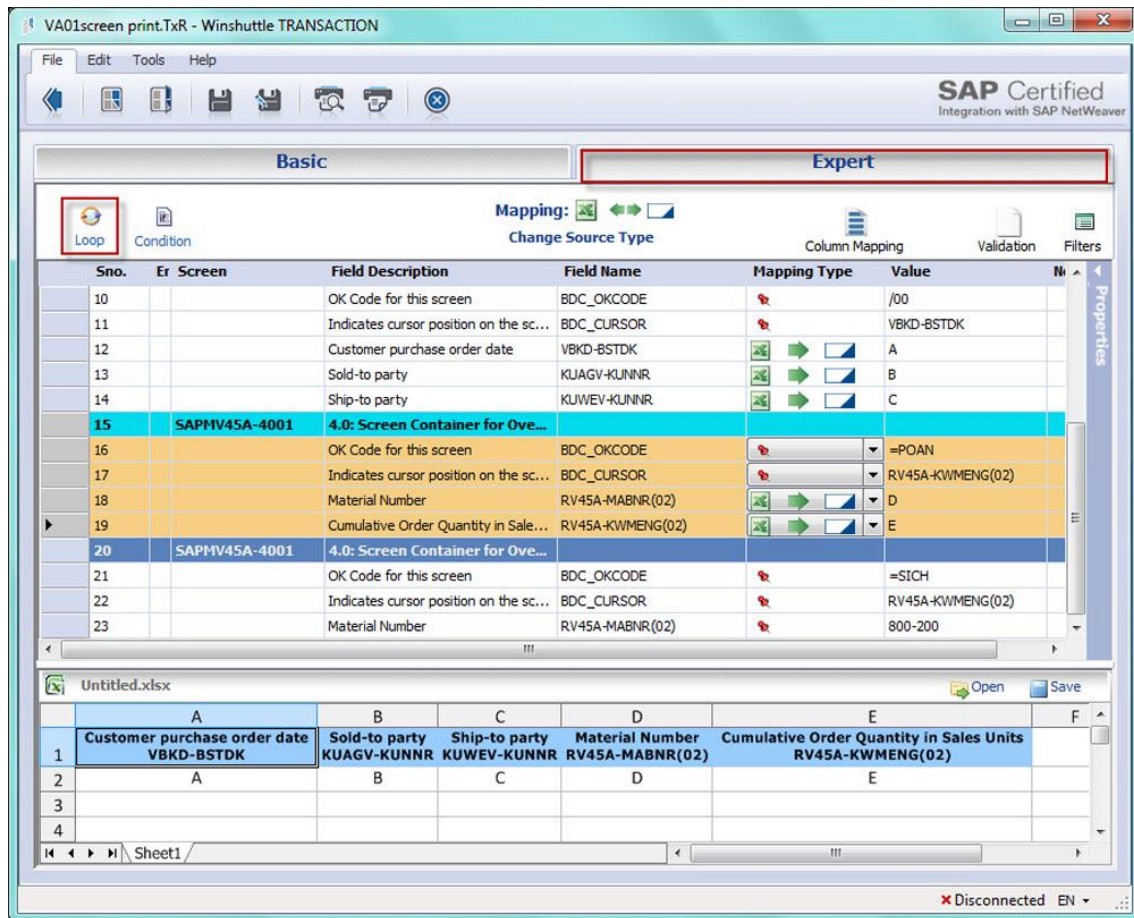 VA01screen print.TxR - Winshuttle TRANSACTION
File Edit Tools Help
SAP Certified
Integration with SAP NetWeaver
Basic Expert
Loop Condition Mapping:
Change Source Type
Column Mapping Validation Filters
Sno. Er Screen Field Description Field Name Mapping Type Value
Properties
10 OK Code for this screen BDC_OKCODE /00
11 Indicates cursor position on the sc... BDC_CURSOR VBKD-BSTDK
12 Customer purchase order date VBKD-BSTDK A
13 Sold-to party KUAGV-KUNNR B
14 Ship-to party KUWEV-KUNNR C
15 SAPMV45A-4001 4.0: Screen Container for Ove...
16 OK Code for this screen BDC_OKCODE =POAN
17 Indicates cursor position on the sc... BDC_CURSOR RV45A-KWMENG(02)
18 Material Number RV45A-MABNR(02) D
19 Cumulative Order Quantity in Sale... RV45A-KWMENG(02) E
20 SAPMV45A-4001 4.0: Screen Container for Ove...
21 OK Code for this screen BDC_OKCODE =SICH
22 Indicates cursor position on the sc... BDC_CURSOR RV45A-KWMENG(02)
23 Material Number RV45A-MABNR(02) 800-200
Untitled.xlsx Open Save
A B C D E F
Customer purchase order date Sold-to party Ship-to party Material Number Cumulative Order Quantity in Sales Units
1 VBKD-BSTDK KUAGV-KUNNR KUWEV-KUNNR RV45A-MABNR(02) RV45A-KWMENG(02)
2 A B C D E
3
4
Sheet1
Disconnected EN